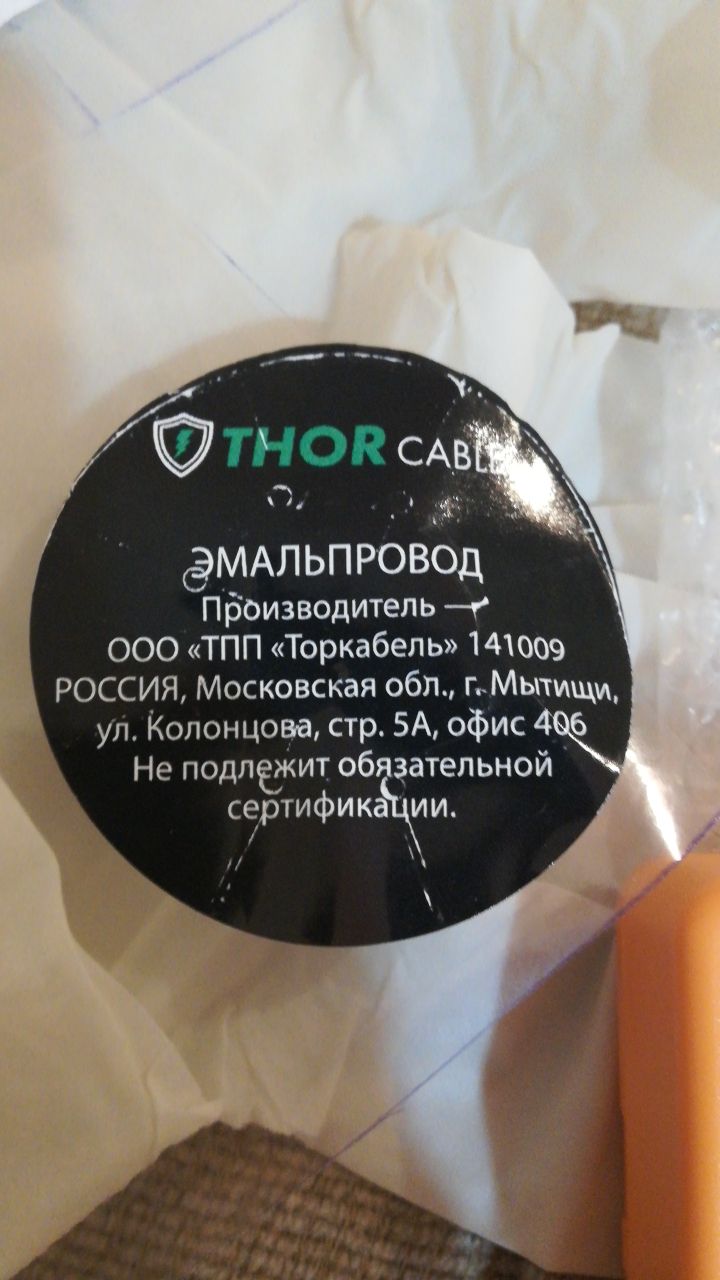 THOR CABLE
ЭМАЛЬПРОВОД
Производитель —
ООО «ТПП «Торкабель» 141009
РОССИЯ, Московская обл., г. Мытищи,
ул. Колонцова, стр. 5А, офис 406
Не подлежит обязательной
сертификации.